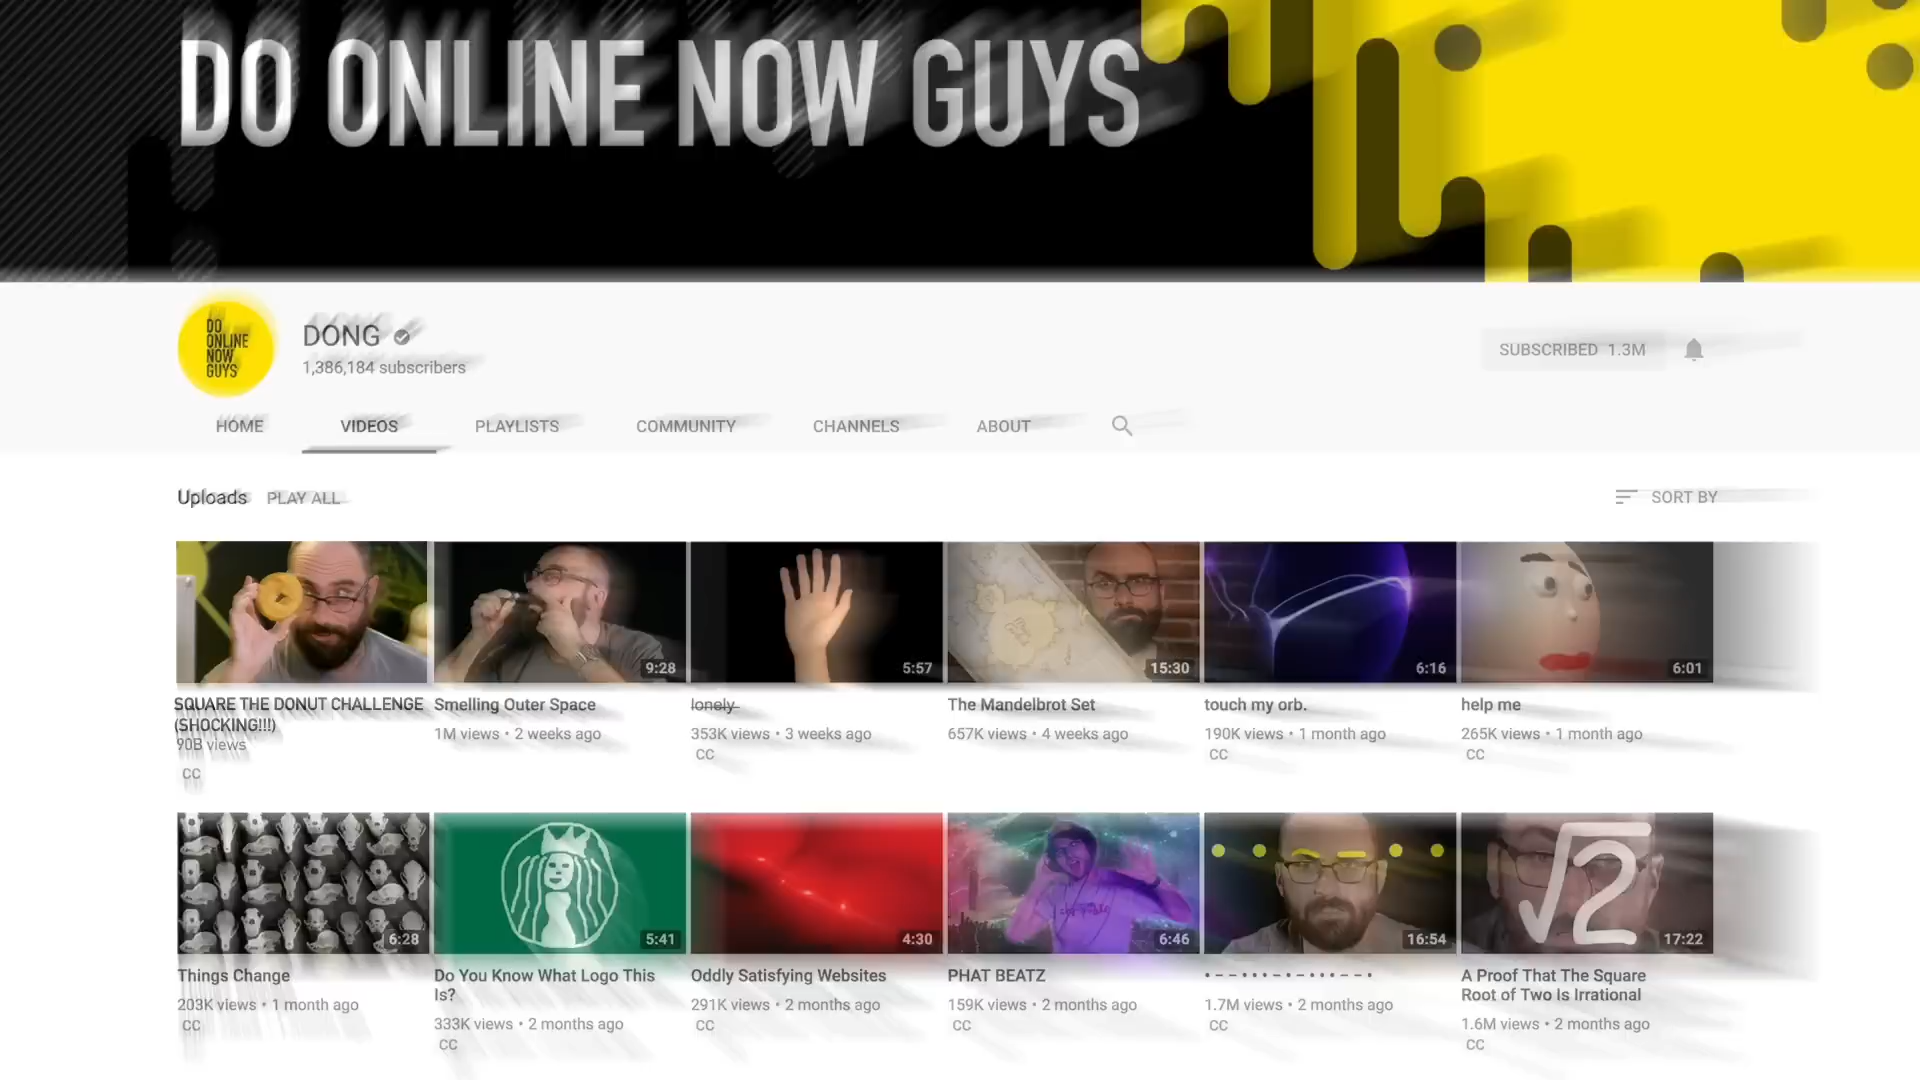 DO ONLINE NOW GUYS
DO
ONLINE
NOW
GUYS
DONG
1,386,184 subscribers
SUBSCRIBED 1.3M
HOME VIDEOS PLAYLISTS COMMUNITY CHANNELS ABOUT
Uploads PLAY ALL
SORT BY
9:28
5:57
15:30
6:16
6:01
SQUARE THE DONUT CHALLENGE
(SHOCKING!!!)
90B views
CC
Smelling Outer Space
1M views • 2 weeks ago
lonely
353K views • 3 weeks ago
CC
The Mandelbrot Set
657K views • 4 weeks ago
touch my orb.
190K views • 1 month ago
CC
help me
265K views • 1 month ago
CC
6:28
5:41
4:30
6:46
16:54
√2
17:22
Things Change
203K views • 1 month ago
CC
Do You Know What Logo This
Is?
333K views • 2 months ago
CC
Oddly Satisfying Websites
291K views • 2 months ago
CC
PHAT BEATZ
159K views • 2 months ago
CC
1.7M views • 2 months ago
CC
A Proof That The Square
Root of Two Is Irrational
1.6M views • 2 months ago
CC